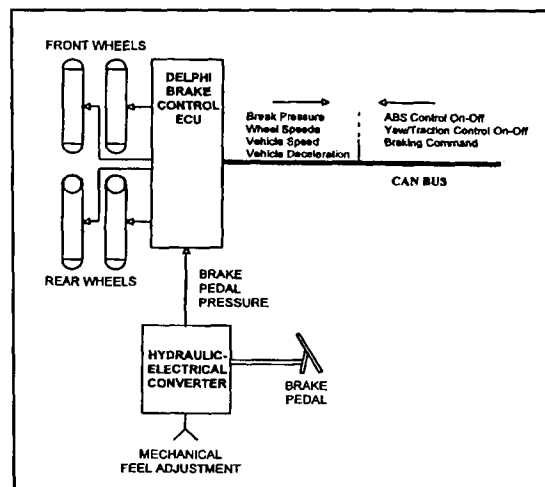 FRONT WHEELS
DELPHI
BRAKE
CONTROL
ECU
Break Pressure
Wheel Speeds
Vehicle Speed
Vehicle Deceleration
ABS Control On-Off
Yaw/Traction Control On-Off
Braking Command
CAN BUS
REAR WHEELS
BRAKE
PEDAL
PRESSURE
HYDRAULIC-
ELECTRICAL
CONVERTER
BRAKE
PEDAL
MECHANICAL
FEEL ADJUSTMENT